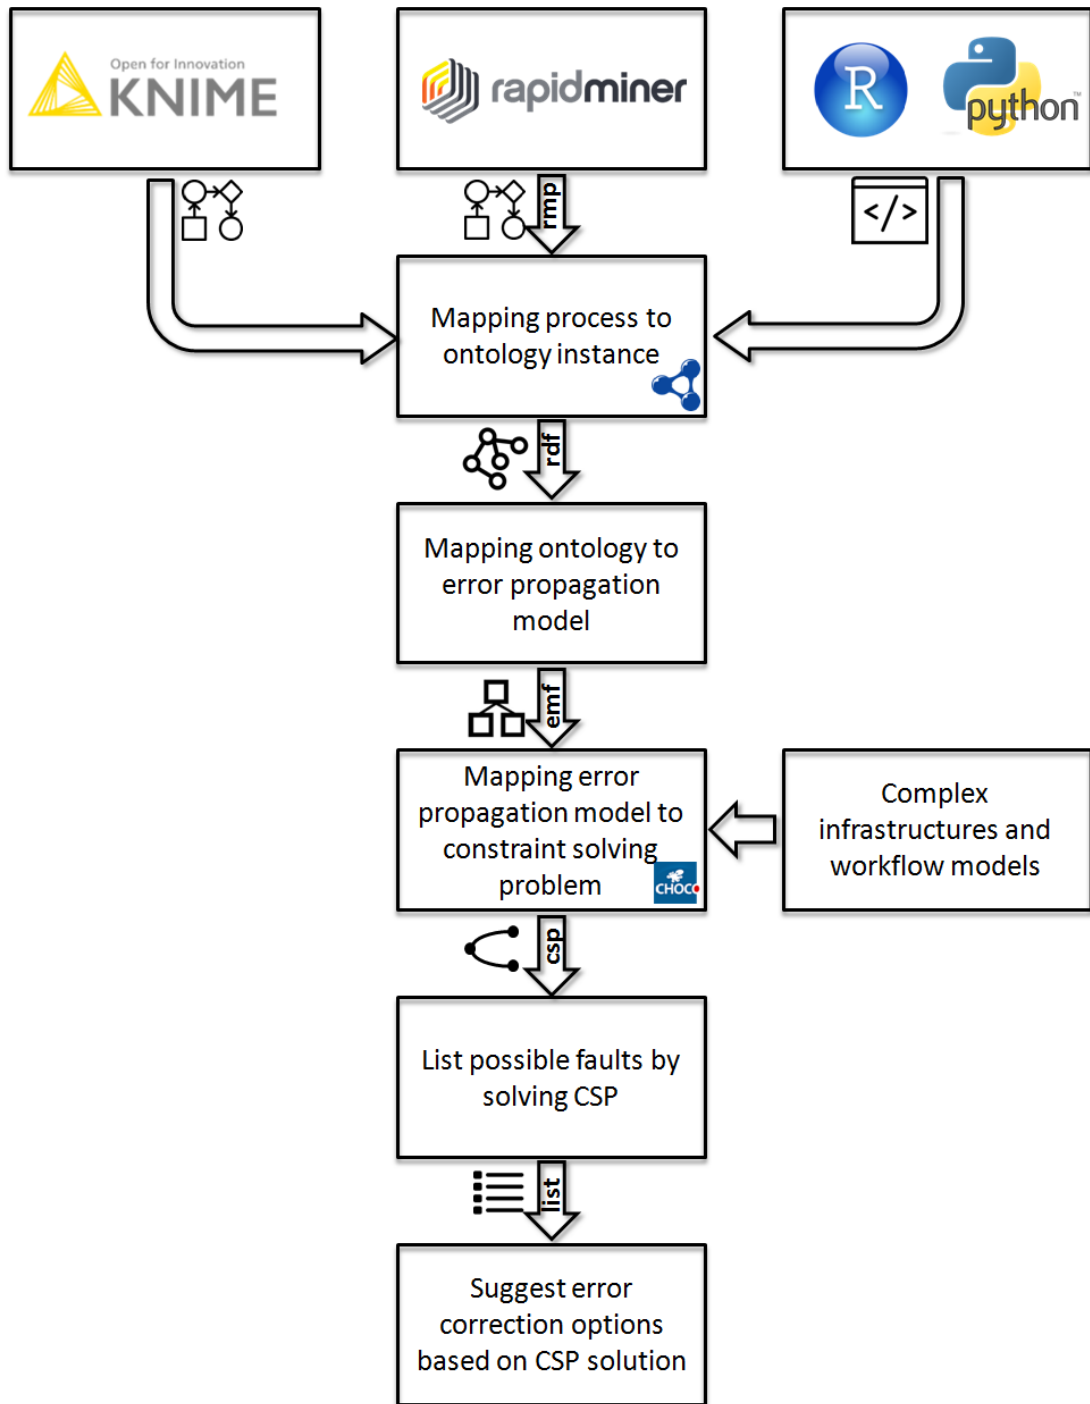 Open for Innovation
KNIME
rapidminer
R
python™
rmp
</>
Mapping process to
ontology instance
rdf
Mapping ontology to
error propagation
model
emf
Mapping error
propagation model to
constraint solving
problem
CHOCO
Complex
infrastructures and
workflow models
csp
List possible faults by
solving CSP
list
Suggest error
correction options
based on CSP solution